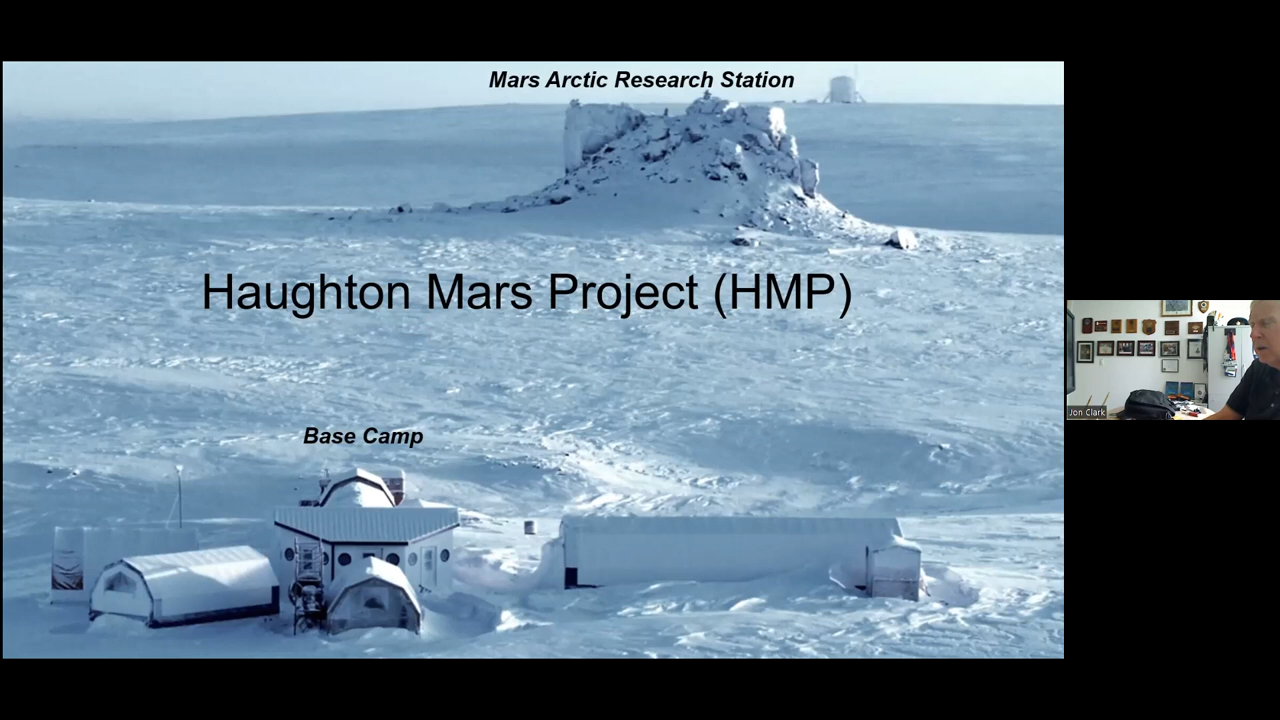 Mars Arctic Research Station
Haughton Mars Project (HMP)
Base Camp
Jon Clark